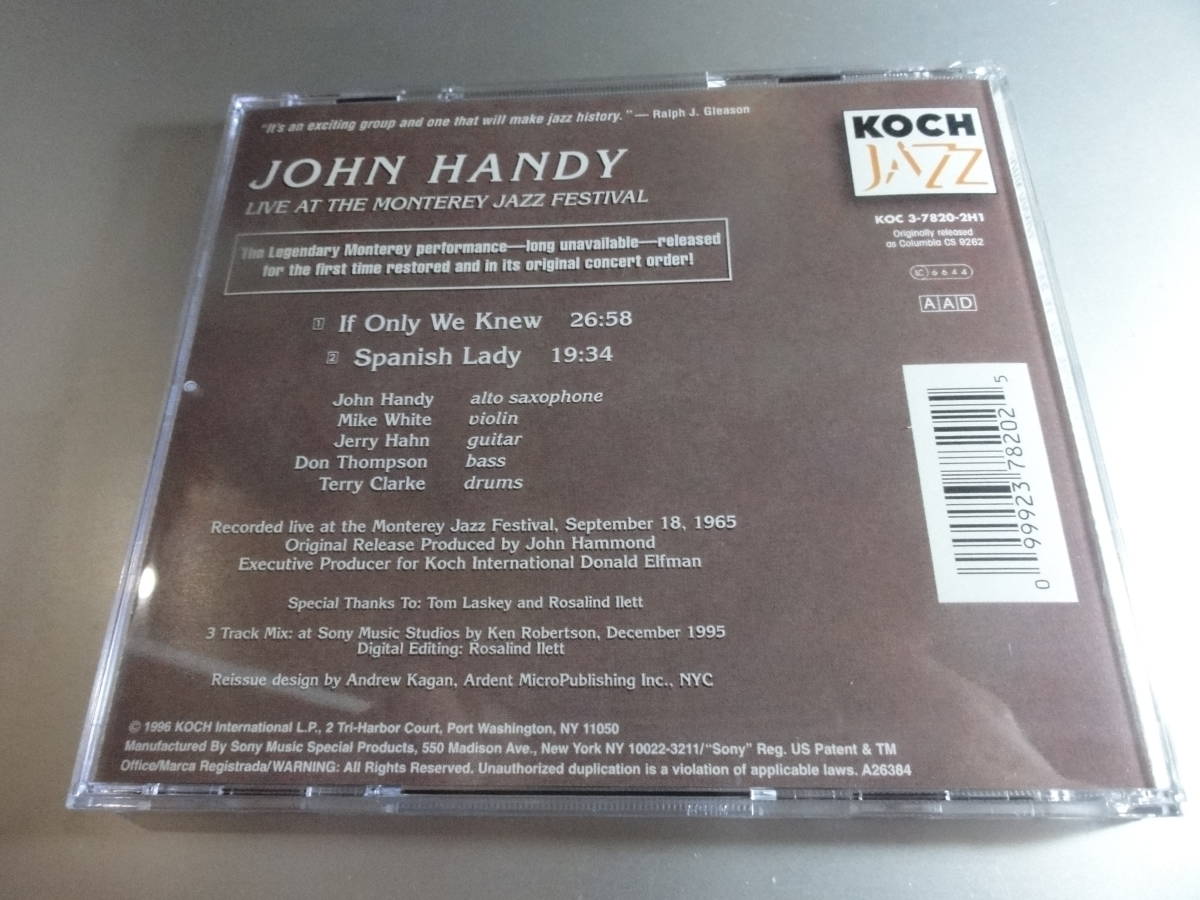 "It's an exciting group and one that will make jazz history." — Ralph J. Gleason
JOHN HANDY
LIVE AT THE MONTEREY JAZZ FESTIVAL
The Legendary Monterey performance—long unavailable—released
for the first time restored and in its original concert order!
1 If Only We Knew 26:58
2 Spanish Lady 19:34
John Handy alto saxophone
Mike White violin
Jerry Hahn guitar
Don Thompson bass
Terry Clarke drums
Recorded live at the Monterey Jazz Festival, September 18, 1965
Original Release Produced by John Hammond
Executive Producer for Koch International Donald Elfman
Special Thanks To: Tom Laskey and Rosalind Ilett
3 Track Mix: at Sony Music Studios by Ken Robertson, December 1995
Digital Editing: Rosalind Ilett
Reissue design by Andrew Kagan, Ardent MicroPublishing Inc., NYC
© 1996 KOCH International L.P., 2 Tri-Harbor Court, Port Washington, NY 11050
Manufactured By Sony Music Special Products, 550 Madison Ave., New York NY 10022-3211/"Sony" Reg. US Patent & TM
Office/Marca Registrada/WARNING: All Rights Reserved. Unauthorized duplication is a violation of applicable laws. A26384
KOCH
JAZZ
KOC 3-7820-2H1
Originally released
as Columbia CS 9262
LC 6644
AAD
0 99923 78202 5